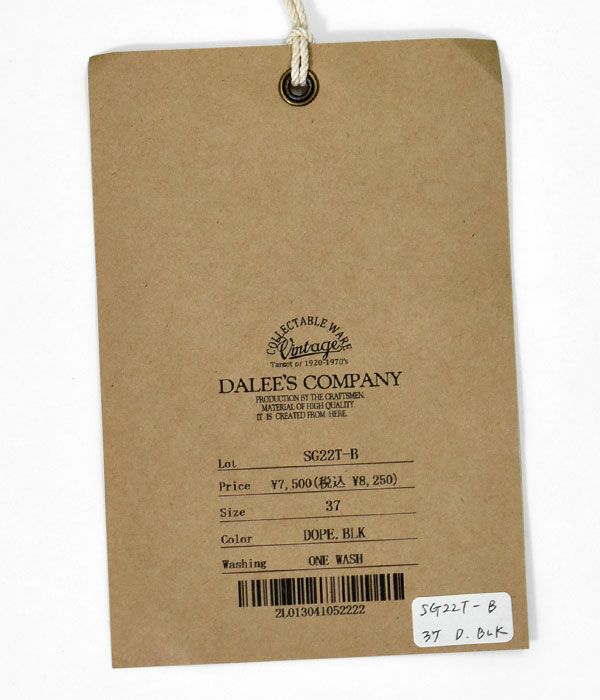 COLLECTABLE WARE
Vintage
Tarset or 1920-1970's
DALEE'S COMPANY
PRODUCTION BY THE CRAFTSMEN.
MATERIAL OF HIGH QUALITY.
IT IS CREATED FROM HERE.
Lot SG22T-B
Price ¥7,500(税込 ¥8,250)
Size 37
Color DOPE.BLK
Washing ONE WASH
2L013041052222
SG22T-B
37 D. BLK